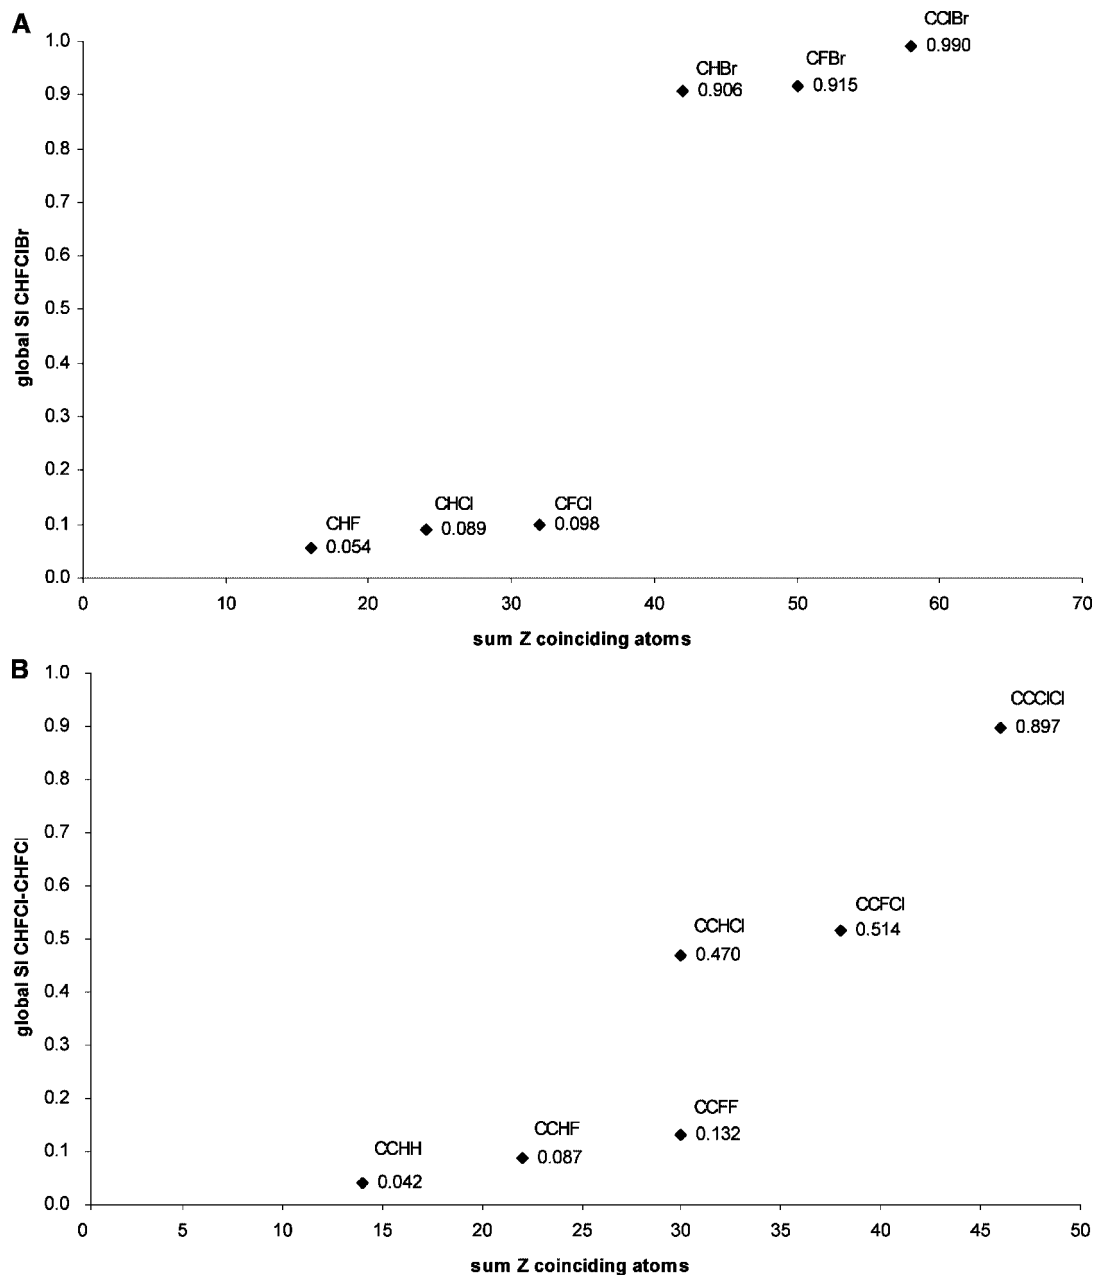 A
global SI CHFClBr
1.0
0.9
0.8
0.7
0.6
0.5
0.4
0.3
0.2
0.1
0.0
CClBr
0.990
CFBr
0.915
CHBr
0.906
CHCl
0.089
CFCl
0.098
CHF
0.054
0 10 20 30 40 50 60 70
sum Z coinciding atoms
B
global SI CHFCl-CHFCl
1.0
0.9
0.8
0.7
0.6
0.5
0.4
0.3
0.2
0.1
0.0
CCClCl
0.897
CCFCl
0.514
CCHCl
0.470
CCFF
0.132
CCHF
0.087
CCHH
0.042
0 5 10 15 20 25 30 35 40 45 50
sum Z coinciding atoms